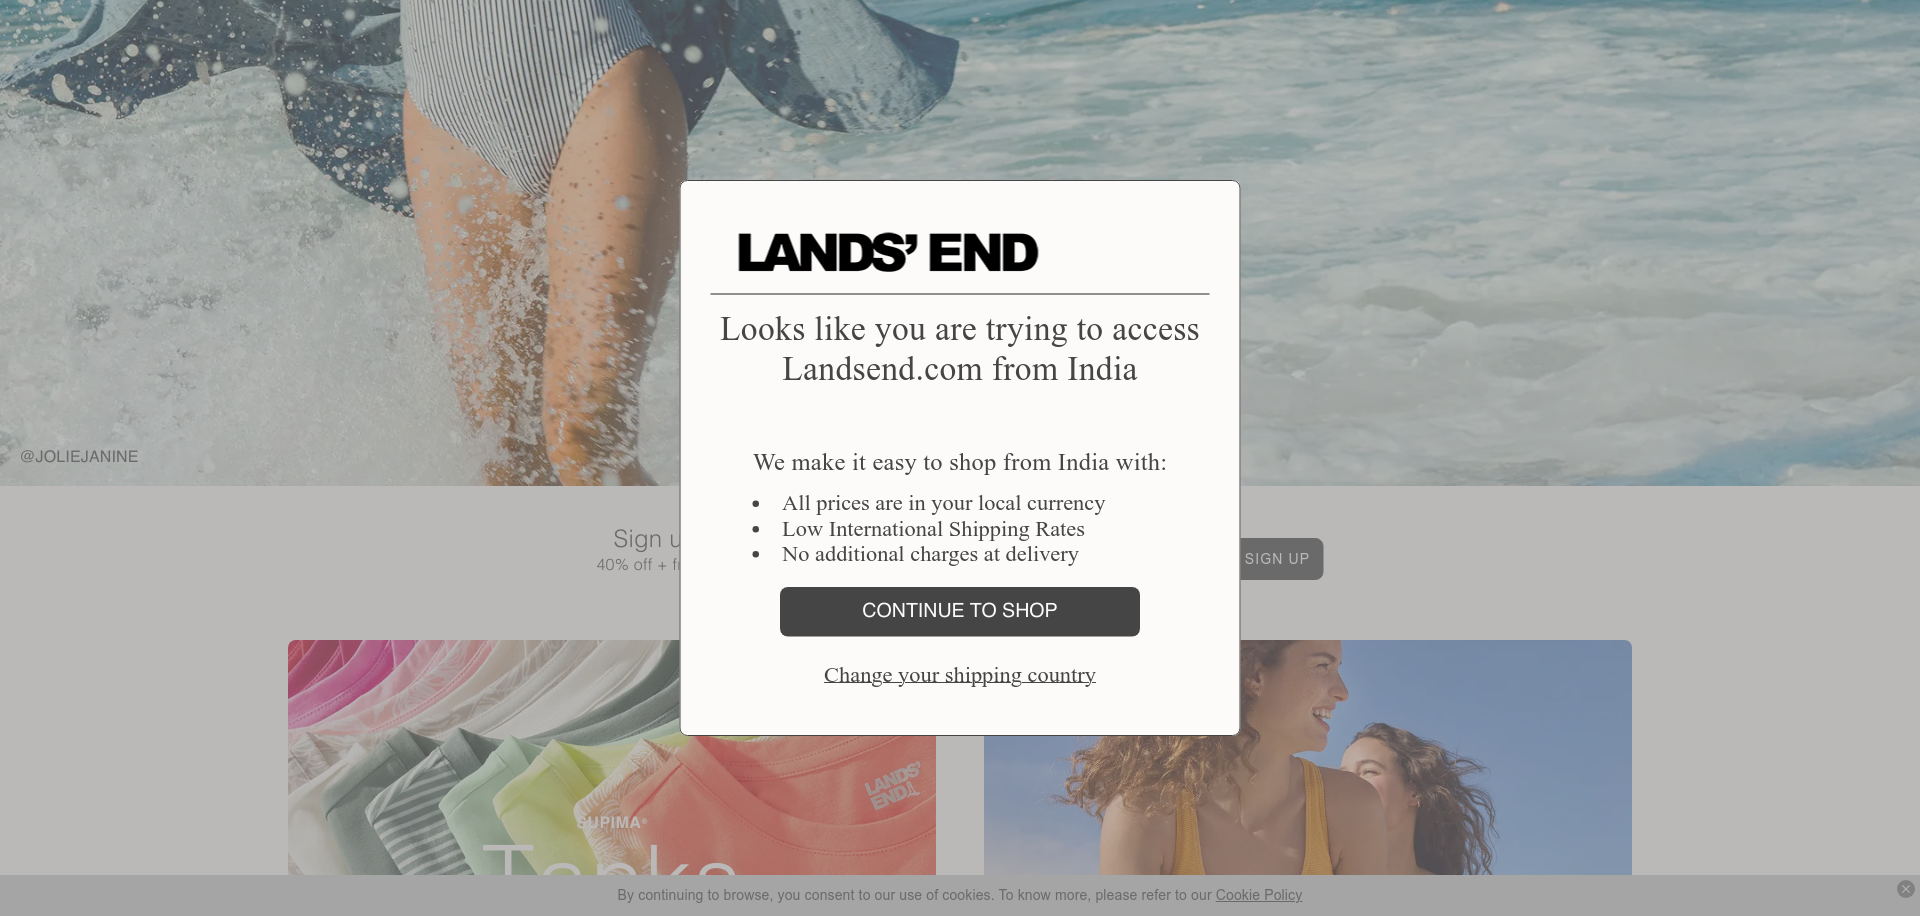 @JOLIEJANINE
LANDS' END
Looks like you are trying to access
Landsend.com from India
We make it easy to shop from India with:
• All prices are in your local currency
• Low International Shipping Rates
• No additional charges at delivery
CONTINUE TO SHOP
Change your shipping country
Sign
40% off +
SIGN UP
LANDS'
END
SUPIMA®
Tanks
By continuing to browse, you consent to our use of cookies. To know more, please refer to our Cookie Policy